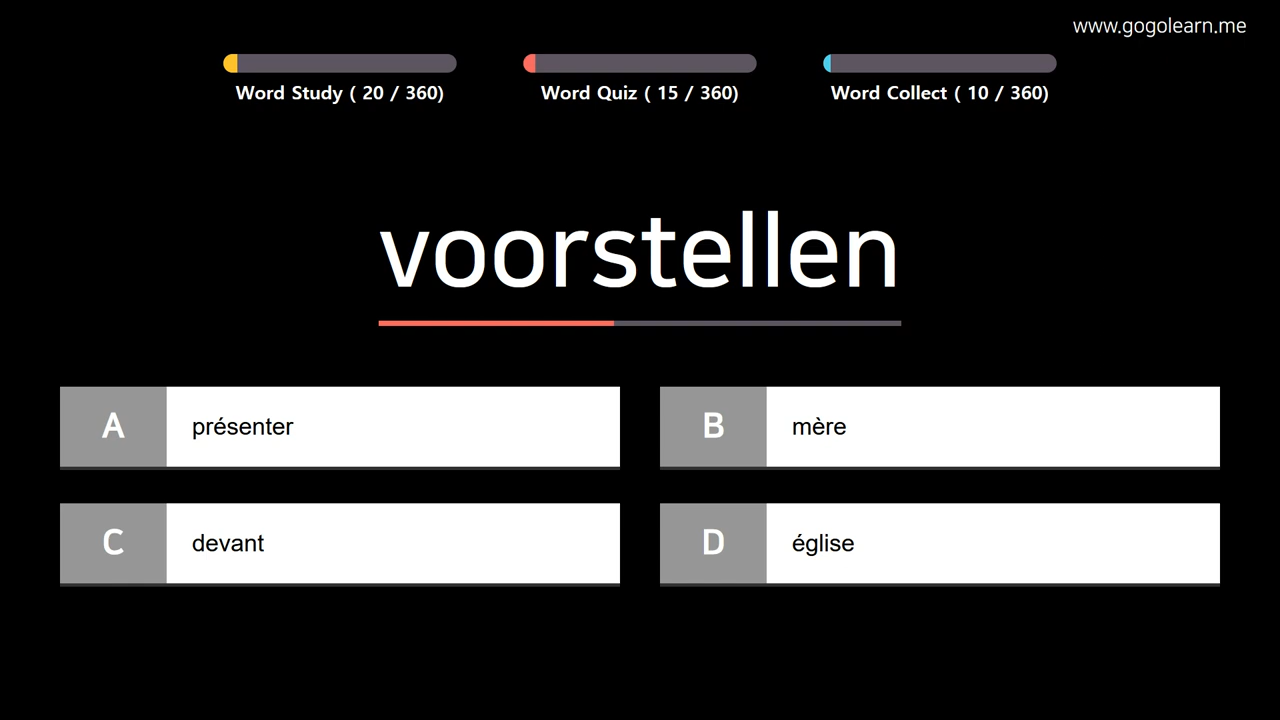 www.gogolearn.me
Word Study ( 20 / 360)
Word Quiz ( 15 / 360)
Word Collect ( 10 / 360)
voorstellen
A présenter
B mère
C devant
D église